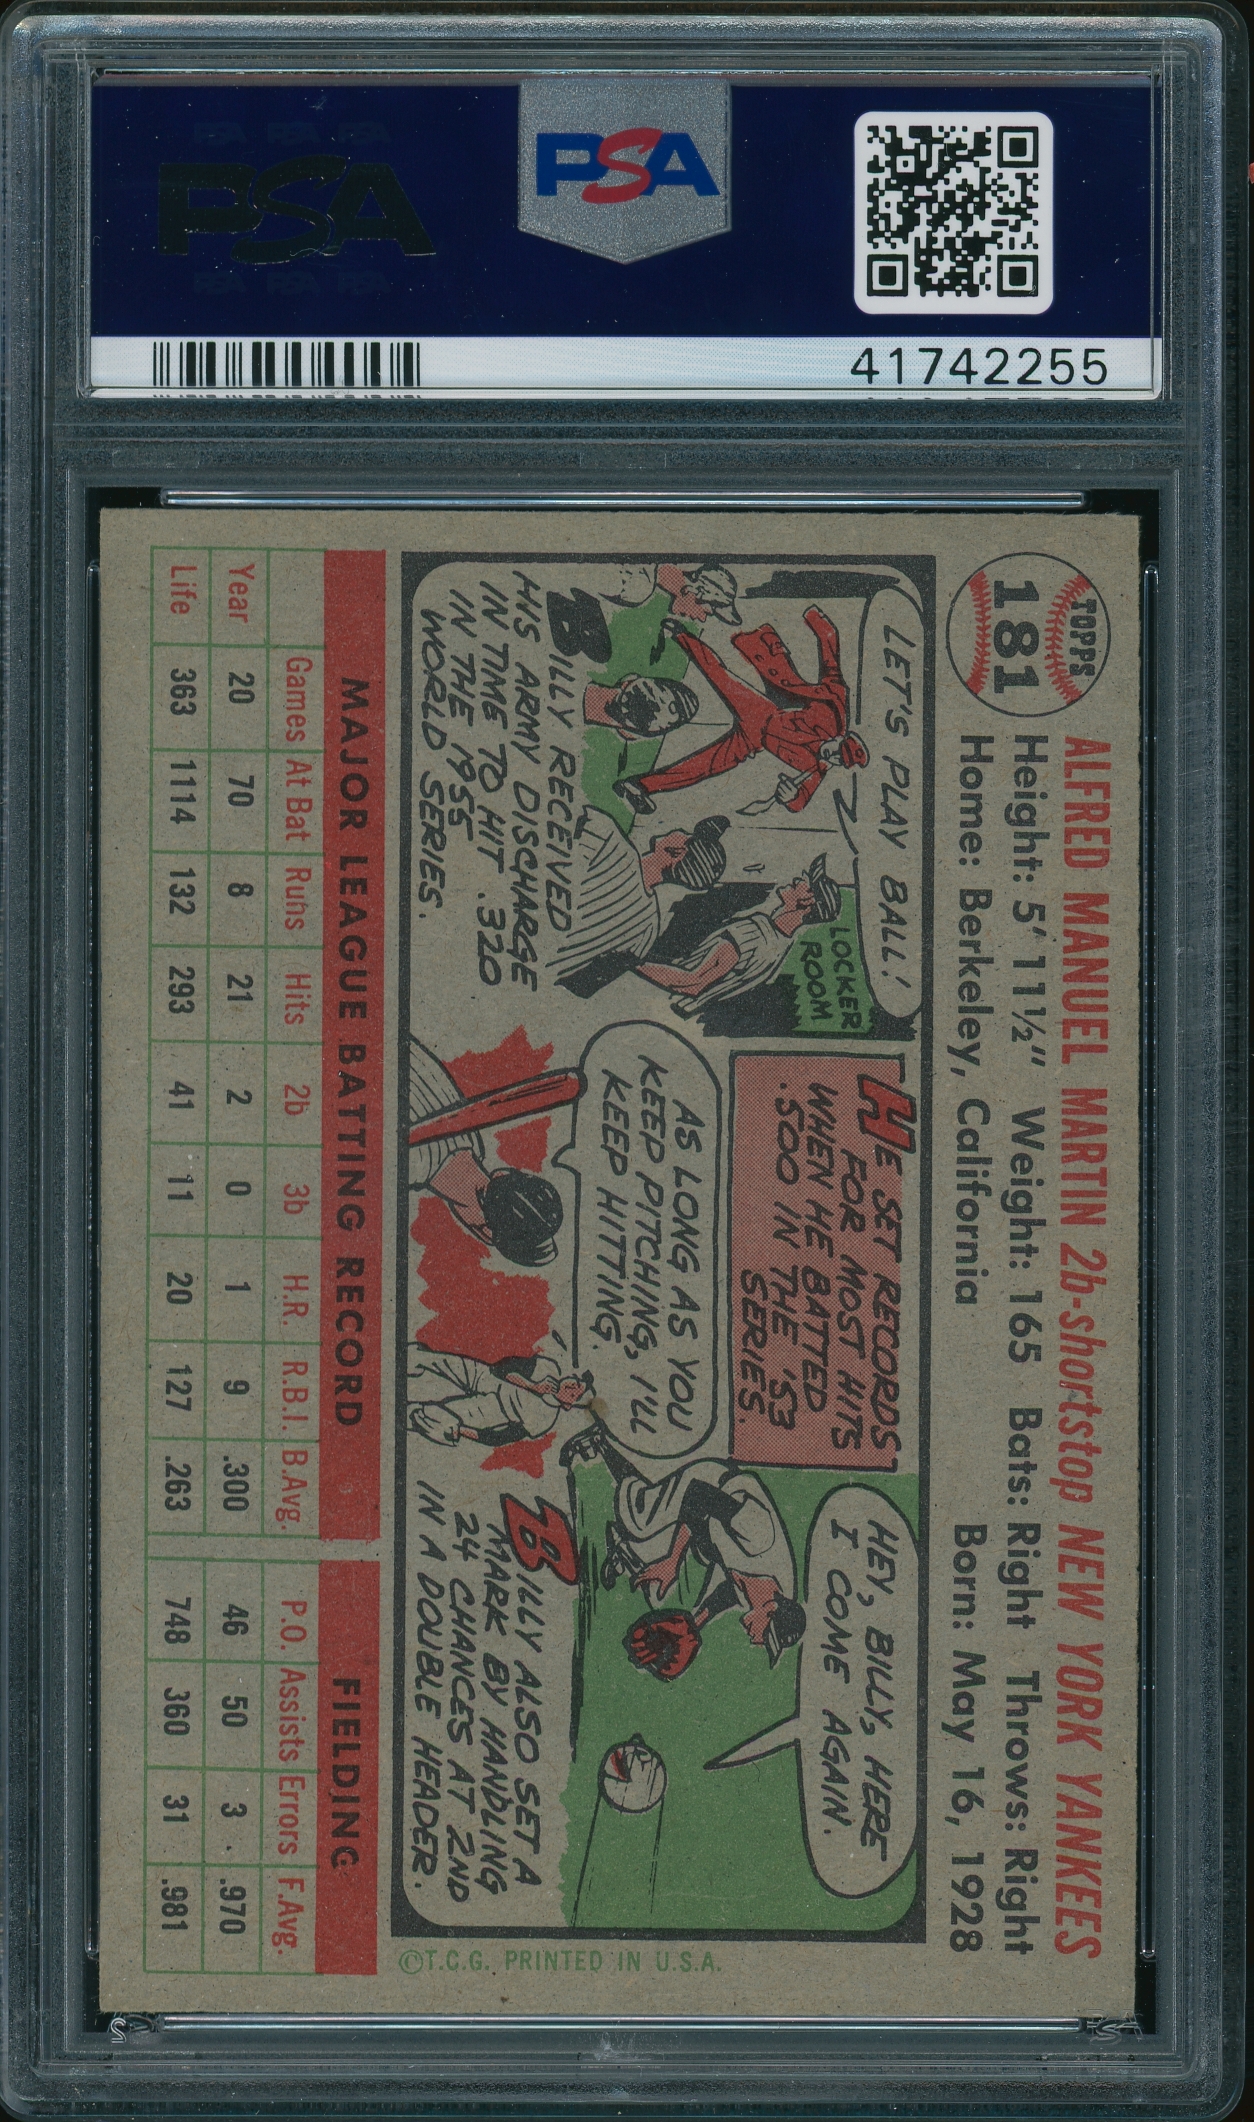 PSA PSA PSA
PSA
PSA PSA PSA
PSA
41742255
TOPPS
181
ALFRED MANUEL MARTIN 2b-shortstop NEW YORK YANKEES
Height: 5' 11½" Weight: 165 Bats: Right Throws: Right
Home: Berkeley, California Born: May 16, 1928
LET'S PLAY BALL!
LOCKER
ROOM
BILLY RECEIVED
HIS ARMY DISCHARGE
IN TIME TO HIT .320
IN THE 1955
WORLD SERIES.
HE SET RECORDS
FOR MOST HITS
WHEN HE BATTED
.500 IN THE '53
SERIES.
AS LONG AS YOU
KEEP PITCHING, I'LL
KEEP HITTING.
HEY, BILLY, HERE
I COME AGAIN.
BILLY ALSO SET A
MARK BY HANDLING
24 CHANCES AT 2ND
IN A DOUBLE HEADER.
©T.C.G. PRINTED IN U.S.A.
MAJOR LEAGUE BATTING RECORD FIELDING
Games At Bat Runs Hits 2b 3b H.R. R.B.I. B.Avg. P.O. Assists Errors F.Avg.
Year 20 70 8 21 2 0 1 9 .300 46 50 3 .970
Life 363 1114 132 293 41 11 20 127 .263 748 360 31 .981